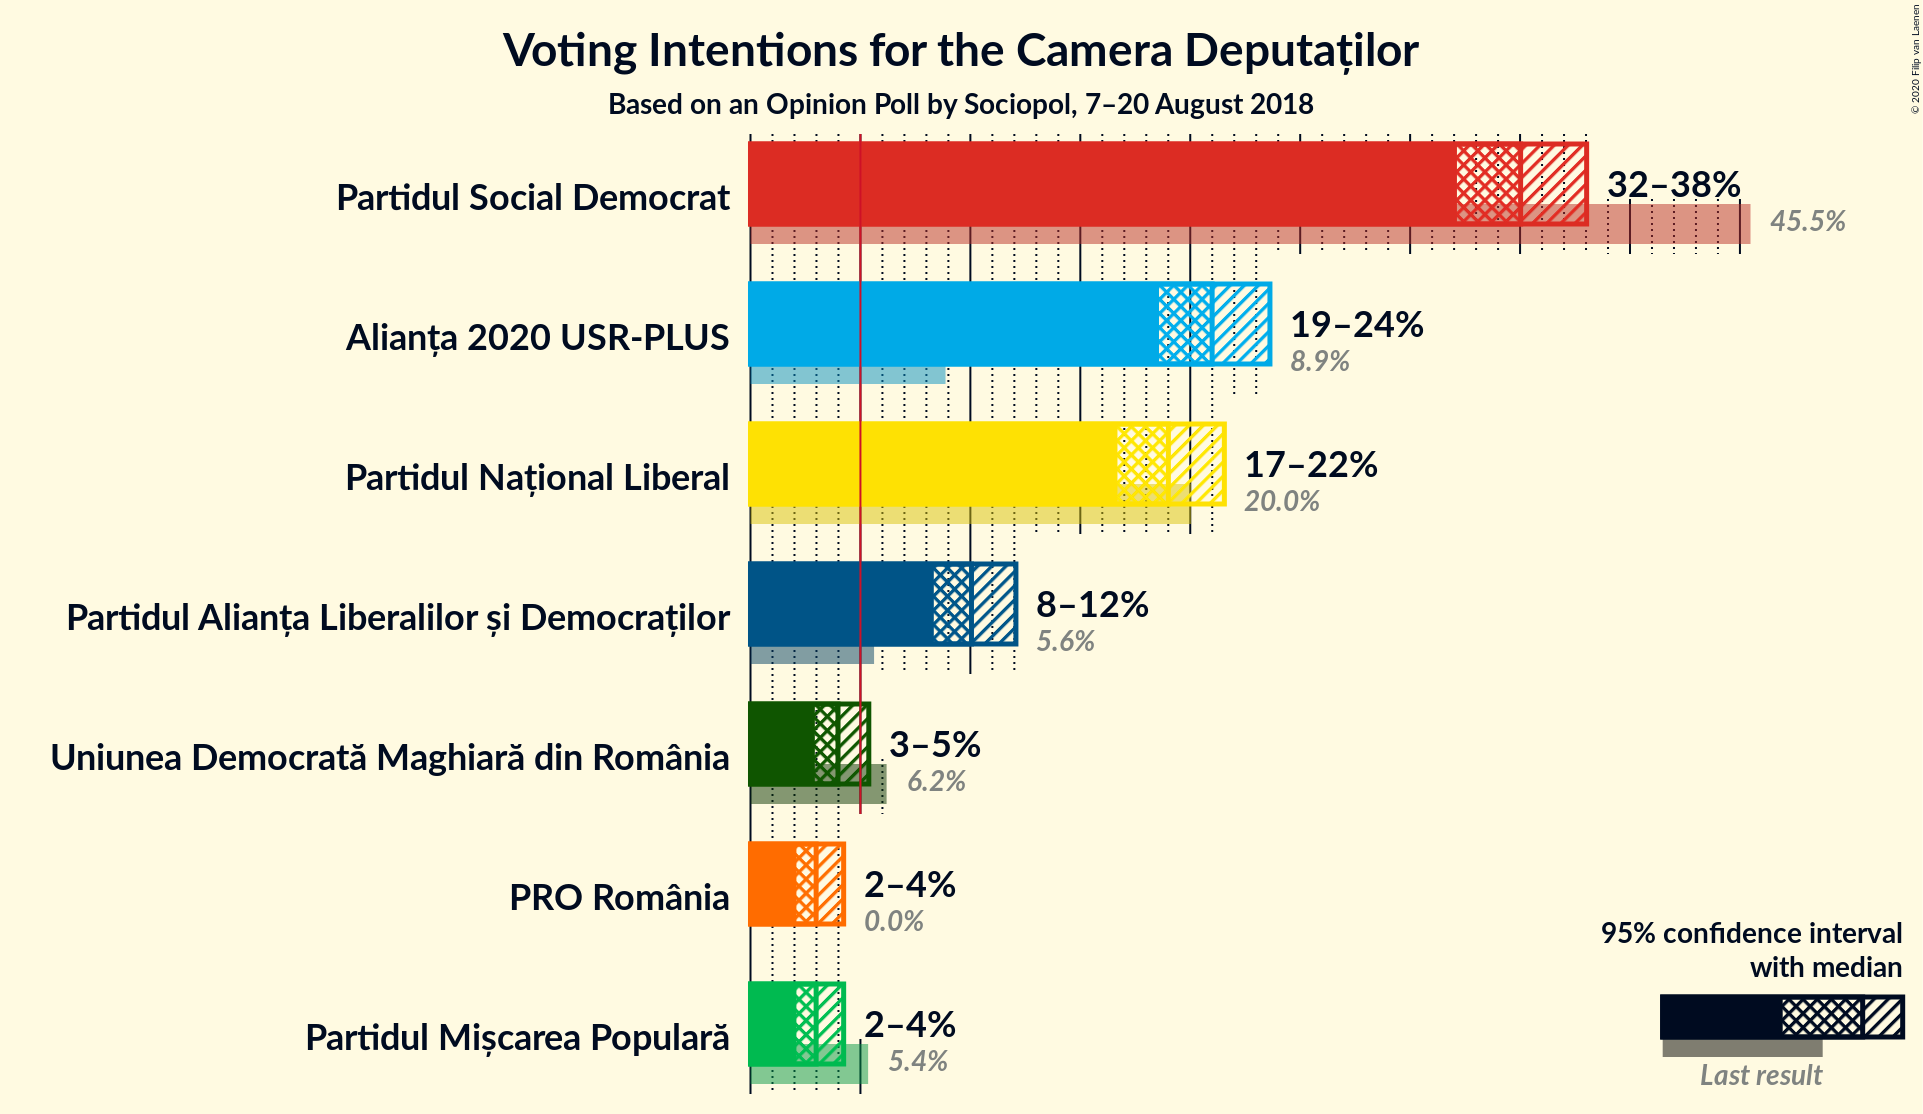 Voting Intentions for the Camera Deputaților
Based on an Opinion Poll by Sociopol, 7–20 August 2018
© 2020 Filip van Laenen
Partidul Social Democrat
32–38%
45.5%
Alianța 2020 USR-PLUS
19–24%
8.9%
Partidul Național Liberal
17–22%
20.0%
Partidul Alianța Liberalilor și Democraților
8–12%
5.6%
Uniunea Democrată Maghiară din România
3–5%
6.2%
PRO România
2–4%
0.0%
Partidul Mișcarea Populară
2–4%
5.4%
95% confidence interval
with median
Last result